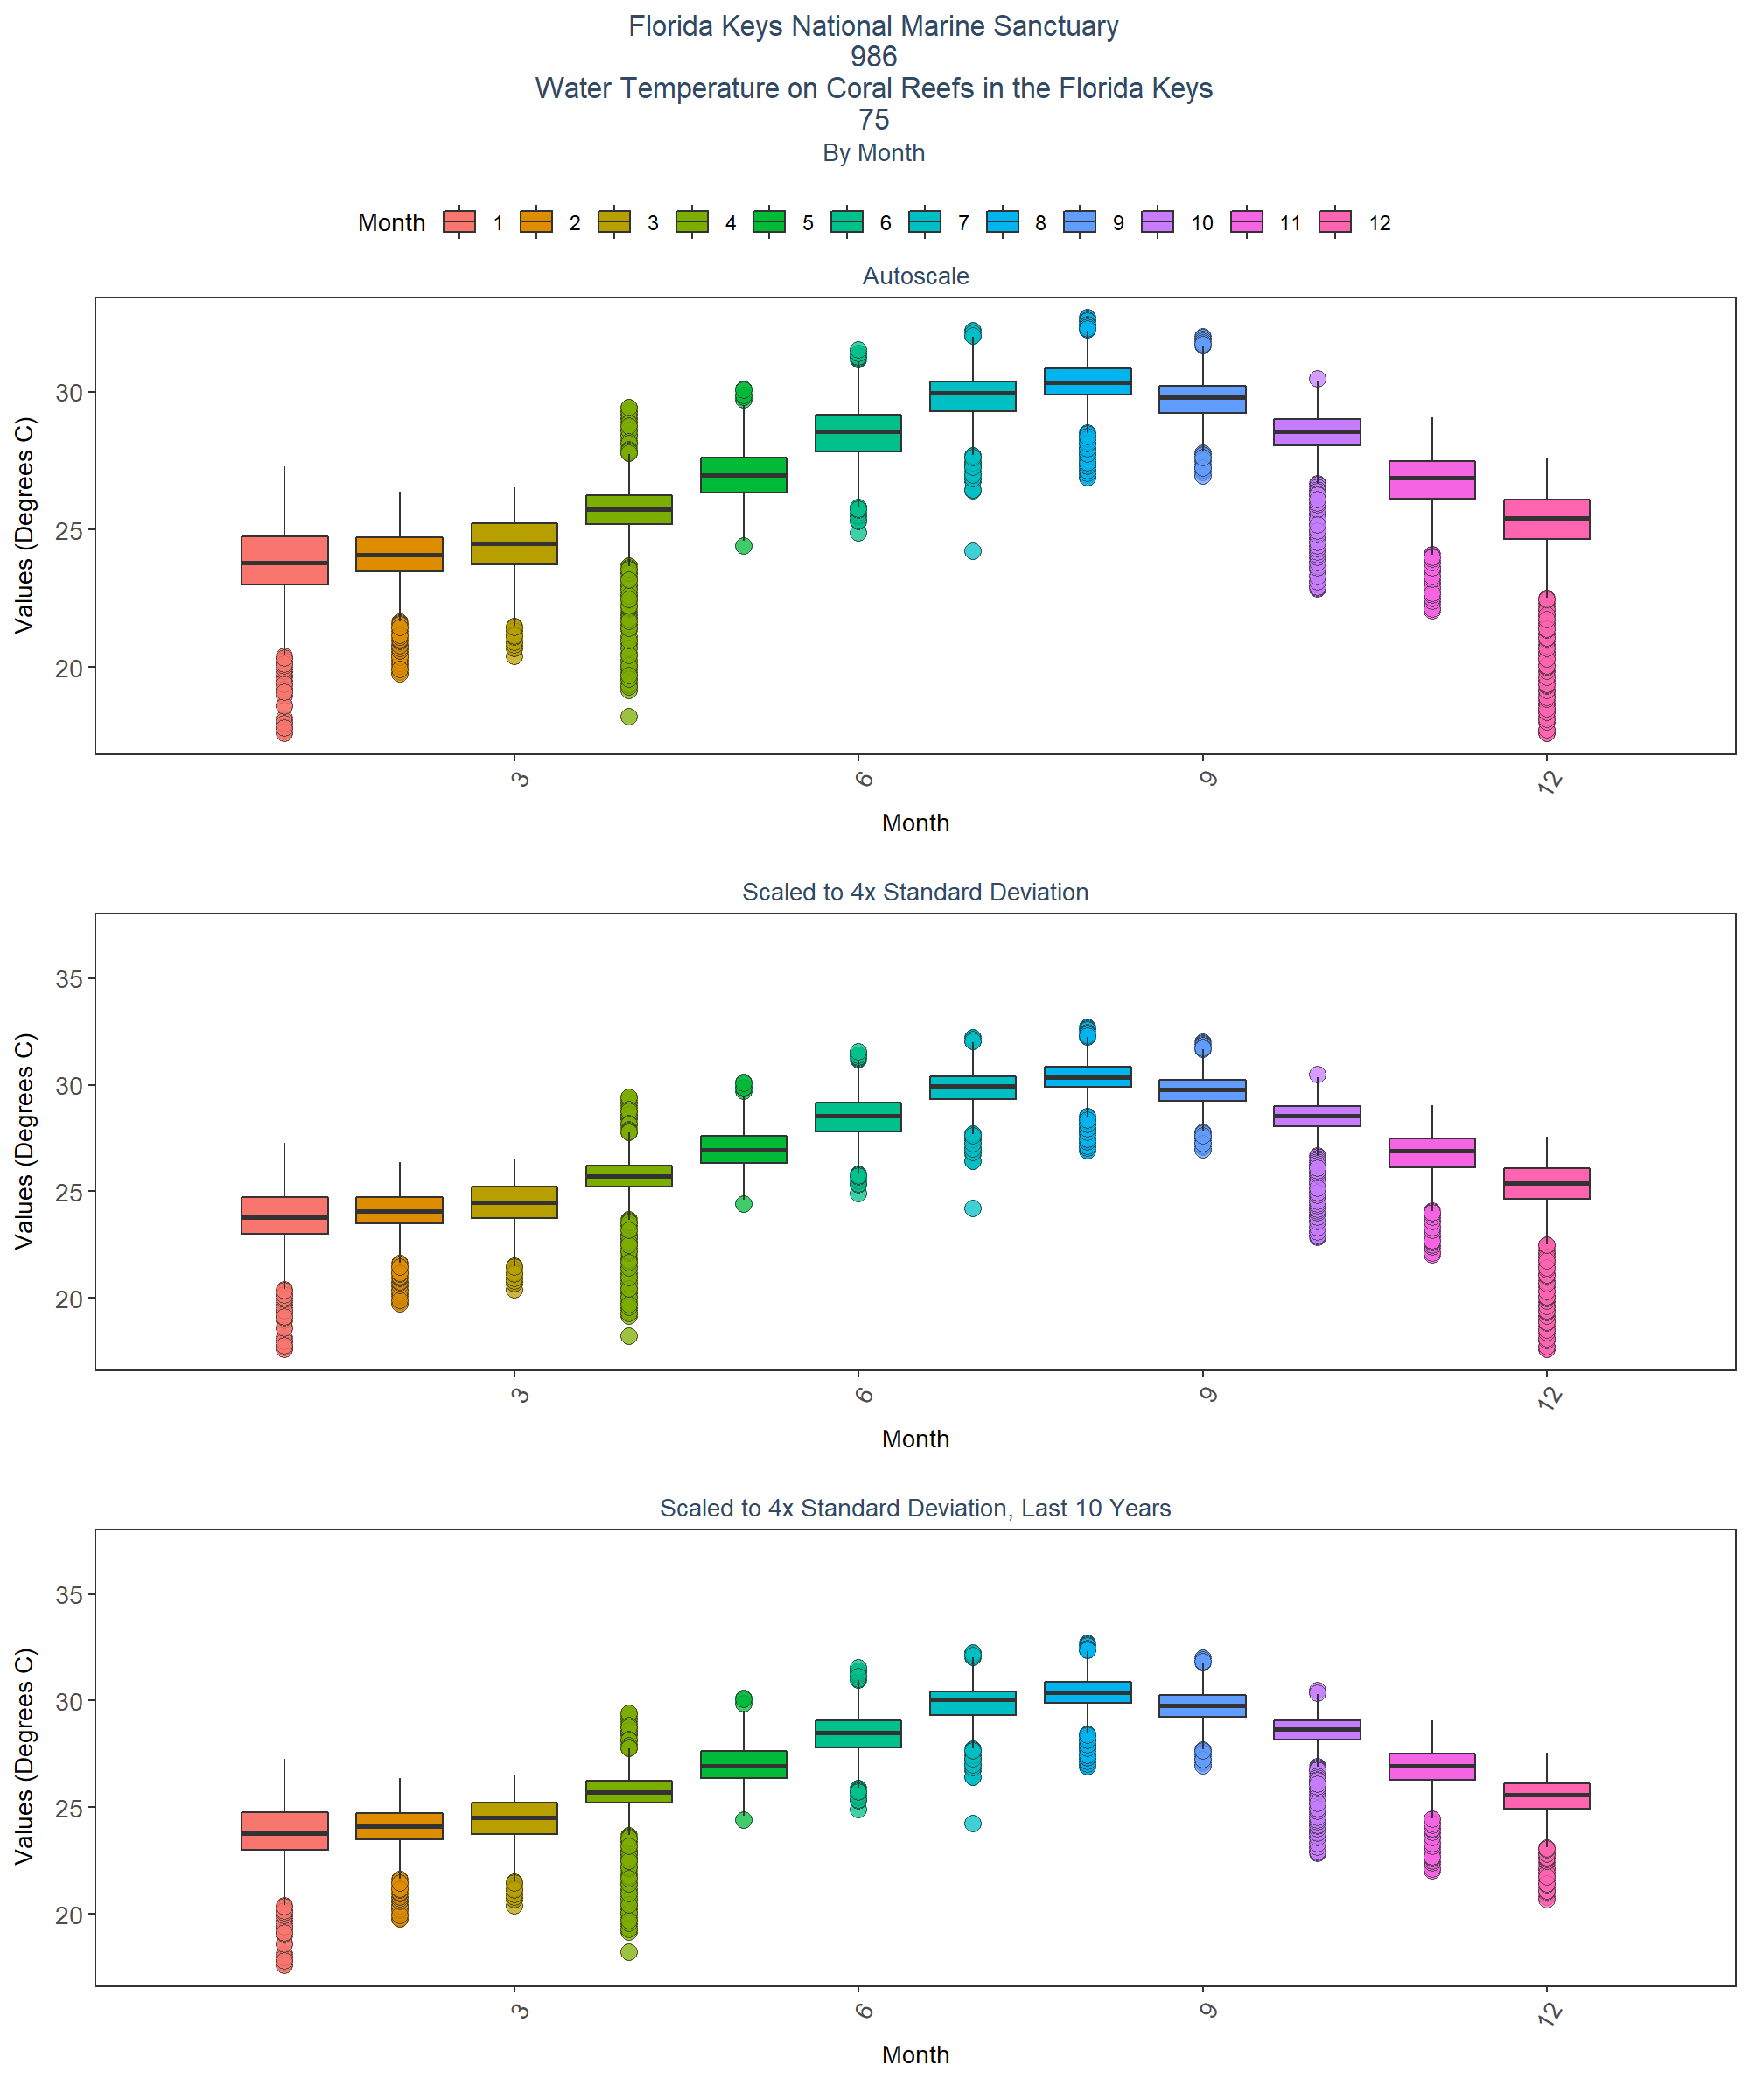 Florida Keys National Marine Sanctuary
986
Water Temperature on Coral Reefs in the Florida Keys
75
By Month
Month 1 2 3 4 5 6 7 8 9 10 11 12
Autoscale
Values (Degrees C)
30
25
20
3 6 9 12
Month
Scaled to 4x Standard Deviation
Values (Degrees C)
35
30
25
20
3 6 9 12
Month
Scaled to 4x Standard Deviation, Last 10 Years
Values (Degrees C)
35
30
25
20
3 6 9 12
Month